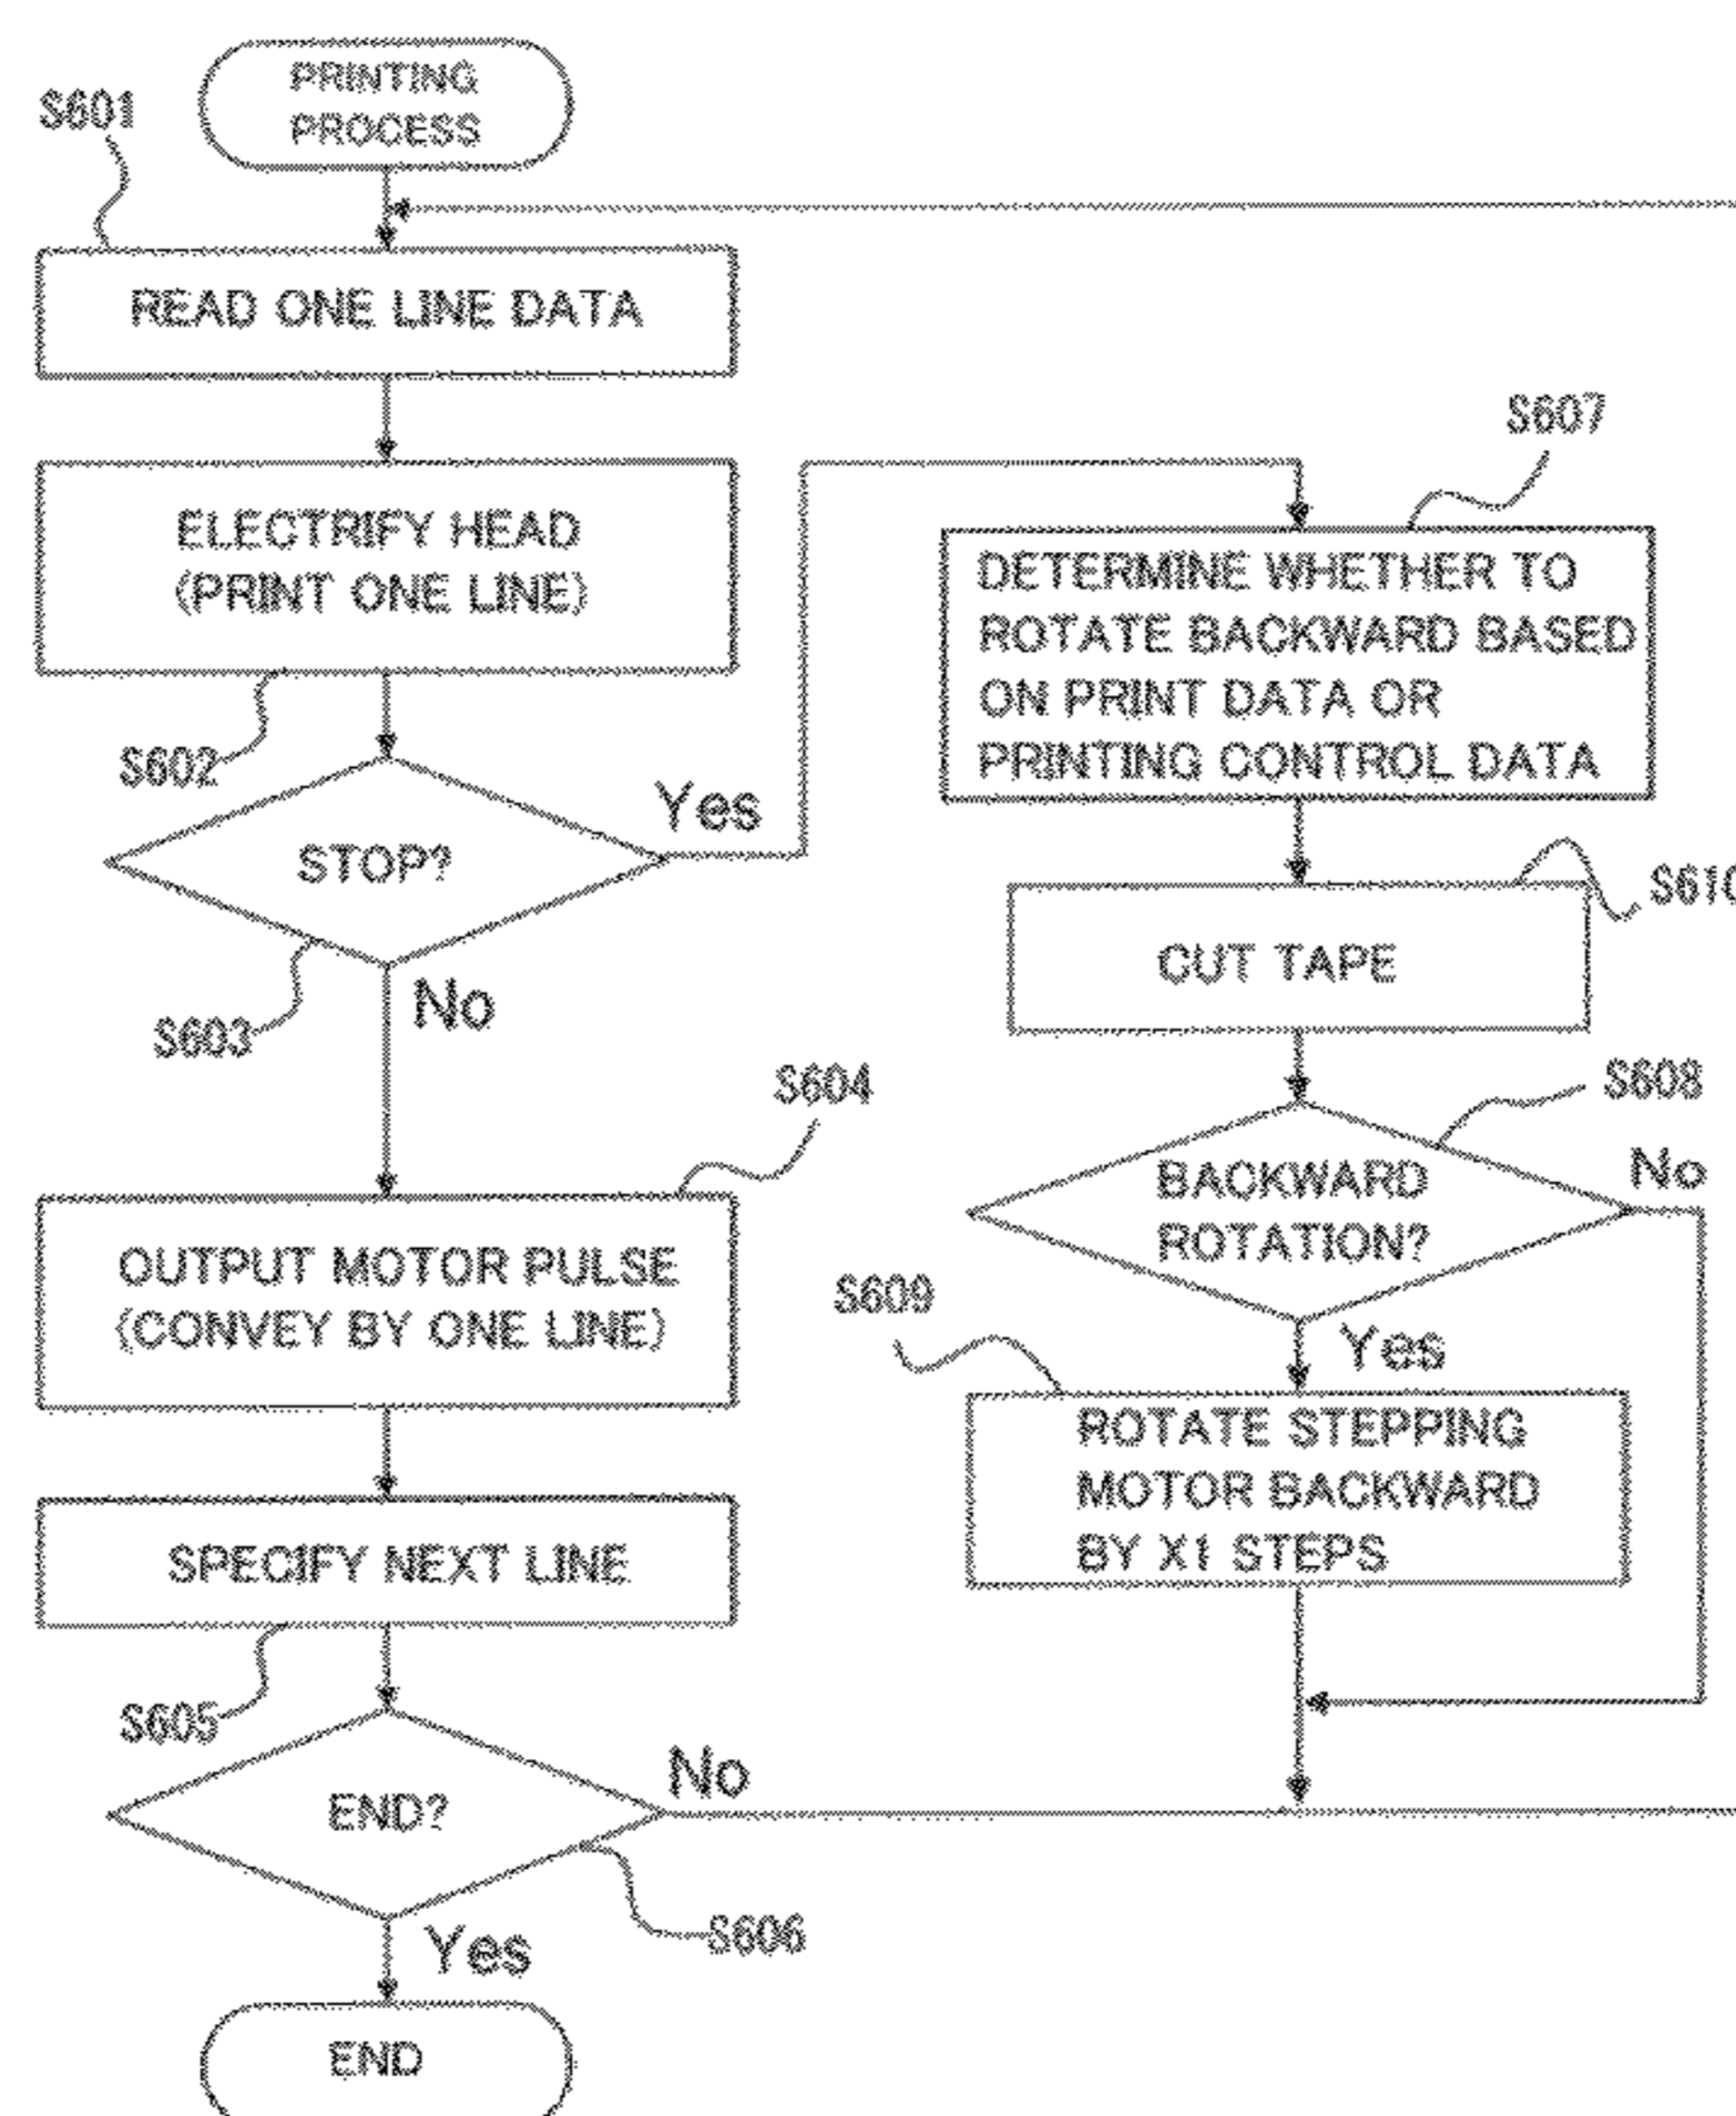 PRINTING
PROCESS
S601
READ ONE LINE DATA
ELECTRIFY HEAD
(PRINT ONE LINE)
S602
STOP?
Yes
No
S603
S604
OUTPUT MOTOR PULSE
(CONVEY BY ONE LINE)
SPECIFY NEXT LINE
S605
END?
No
S606
Yes
END
S607
DETERMINE WHETHER TO
ROTATE BACKWARD BASED
ON PRINT DATA OR
PRINTING CONTROL DATA
S610
CUT TAPE
S608
BACKWARD
ROTATION?
No
Yes
S609
ROTATE STEPPING
MOTOR BACKWARD
BY X1 STEPS